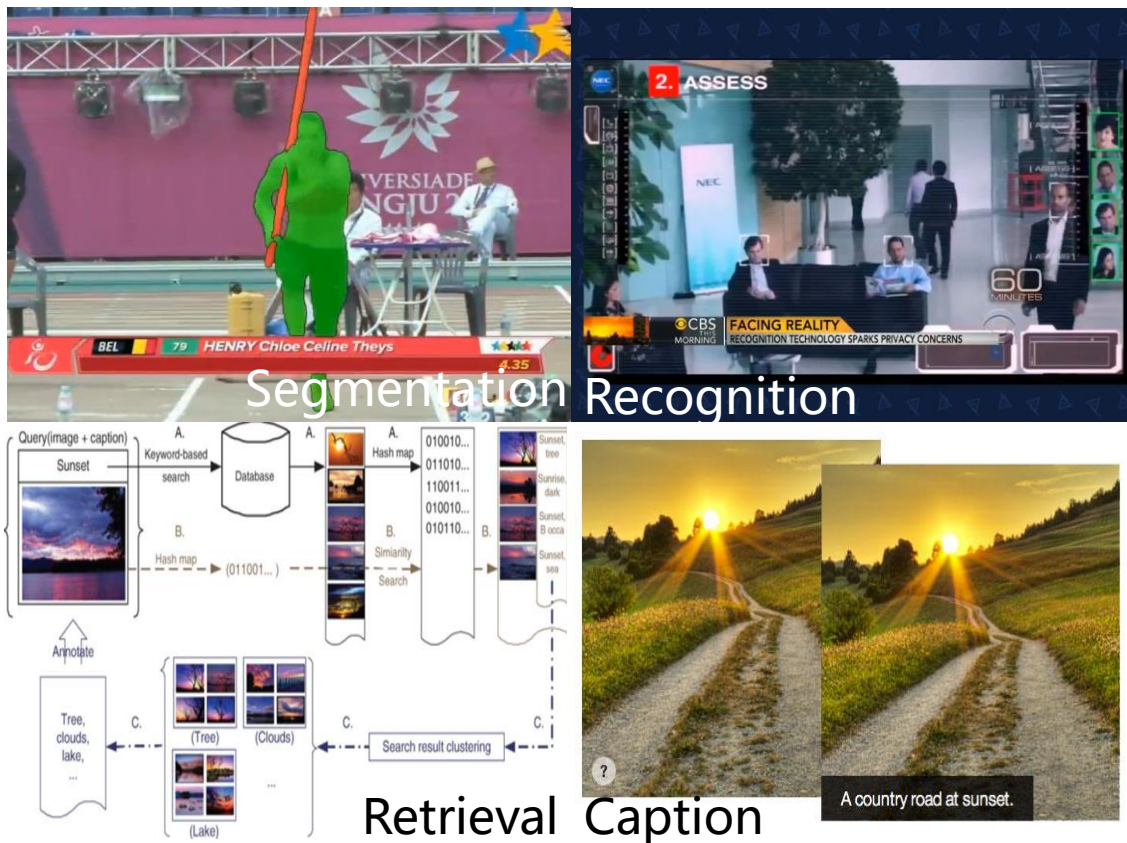 VERSIADE
NGJU 2
BEL 79 HENRY Chloe Celine Theys
4.35
Segmentation
NEC
2. ASSESS
NEC
60
MINUTES
CBS
THIS
MORNING
FACING REALITY
RECOGNITION TECHNOLOGY SPARKS PRIVACY CONCERNS
Recognition
Query(image + caption)
Sunset
A.
Keyword-based
search
Database
A.
A.
Hash map
010010...
011010...
110011...
010010...
010110...
Sunset,
tree
Sunrise,
dark
Sunset,
B occa
Sunset,
sea
B.
Hash map
(011001... )
B.
Simiarity
Search
B.
Annotate
Tree,
clouds,
lake,
...
C.
(Tree)
(Clouds)
(Lake)
...
C.
Search result clustering
C.
Retrieval
?
A country road at sunset.
Caption